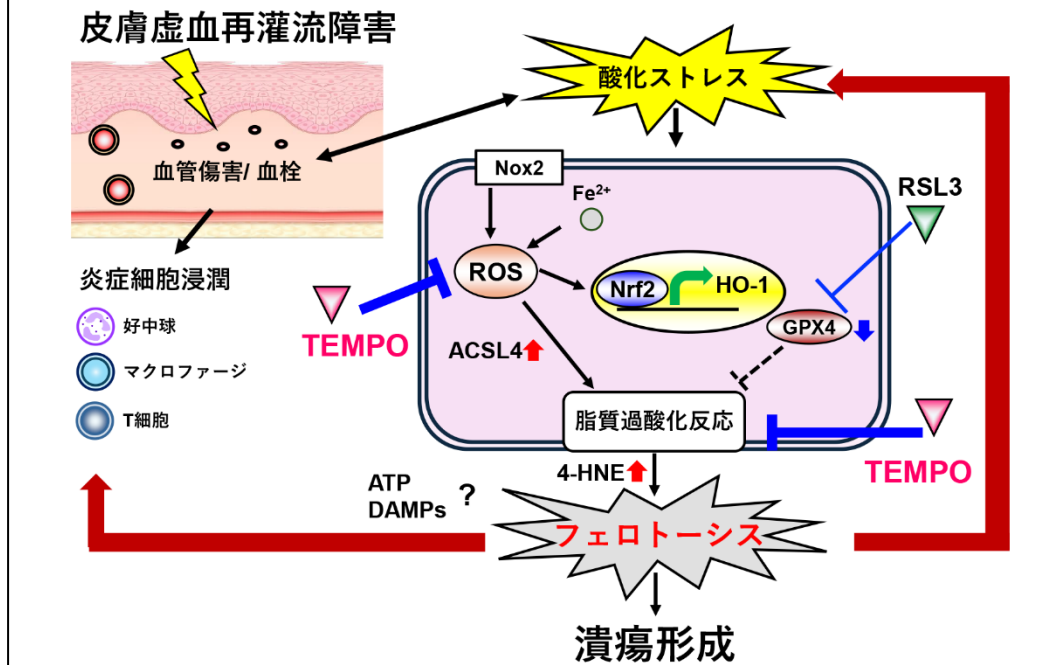 皮膚虚血再灌流障害
酸化ストレス
血管傷害/ 血栓
Nox2
Fe²⁺
RSL3
炎症細胞浸潤
ROS
Nrf2
HO-1
好中球
TEMPO
GPX4
ACSL4
マクロファージ
T細胞
脂質過酸化反応
TEMPO
4-HNE
ATP
DAMPs
?
フェロトーシス
潰瘍形成